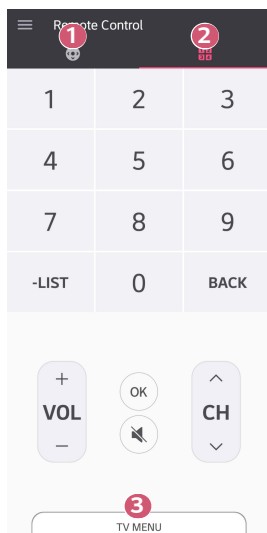 Remote Control
1
2
1 2 3
4 5 6
7 8 9
-LIST 0 BACK
+
VOL
−
OK
CH
3
TV MENU